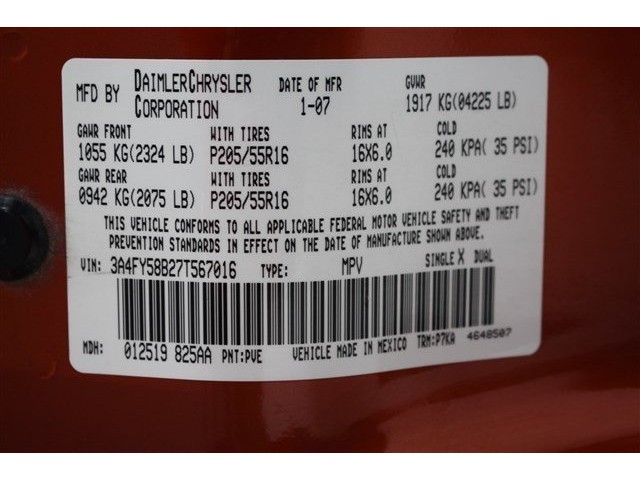 MFD BY DAIMLERCHRYSLER CORPORATION DATE OF MFR 1-07 GVWR 1917 KG(04225 LB)
GAWR FRONT WITH TIRES RIMS AT COLD
1055 KG(2324 LB) P205/55R16 16X6.0 240 KPA( 35 PSI)
GAWR REAR WITH TIRES RIMS AT COLD
0942 KG(2075 LB) P205/55R16 16X6.0 240 KPA( 35 PSI)
THIS VEHICLE CONFORMS TO ALL APPLICABLE FEDERAL MOTOR VEHICLE SAFETY AND THEFT
PREVENTION STANDARDS IN EFFECT ON THE DATE OF MANUFACTURE SHOWN ABOVE.
VIN: 3A4FY58B27T567016 TYPE: MPV SINGLE X DUAL
MDH: 012519 825AA PNT:PVE VEHICLE MADE IN MEXICO TRM:P7KA 4648507